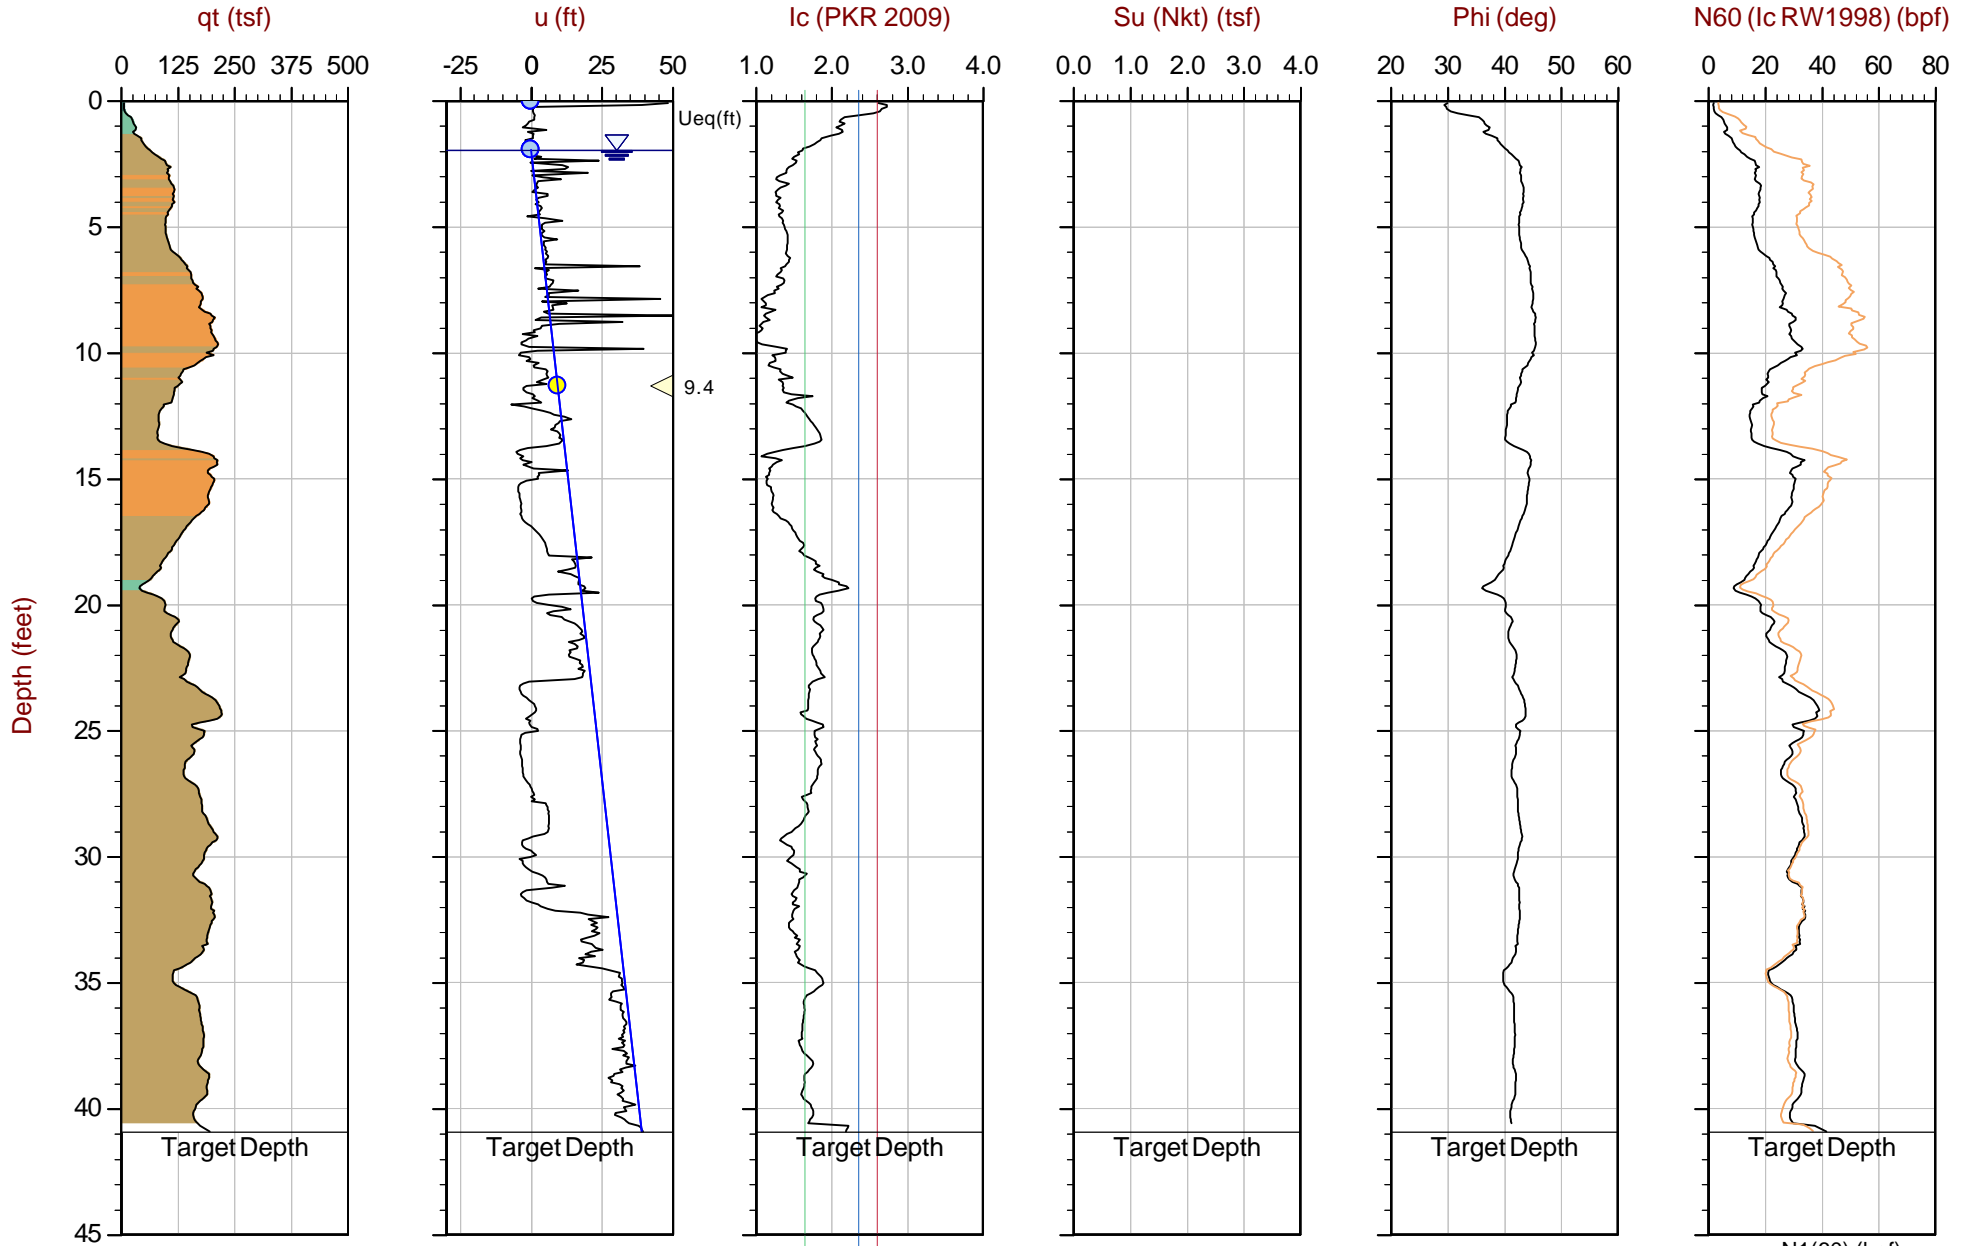 qt (tsf)
u (ft)
Ic (PKR 2009)
Su (Nkt) (tsf)
Phi (deg)
N60 (Ic RW1998) (bpf)
0 125 250 375 500
-25 0 25 50
1.0 2.0 3.0 4.0
0.0 1.0 2.0 3.0 4.0
20 30 40 50 60
0 20 40 60 80
Ueq(ft)
9.4
0
5
10
15
20
25
30
35
40
45
Depth (feet)
Target Depth
Target Depth
Target Depth
Target Depth
Target Depth
Target Depth